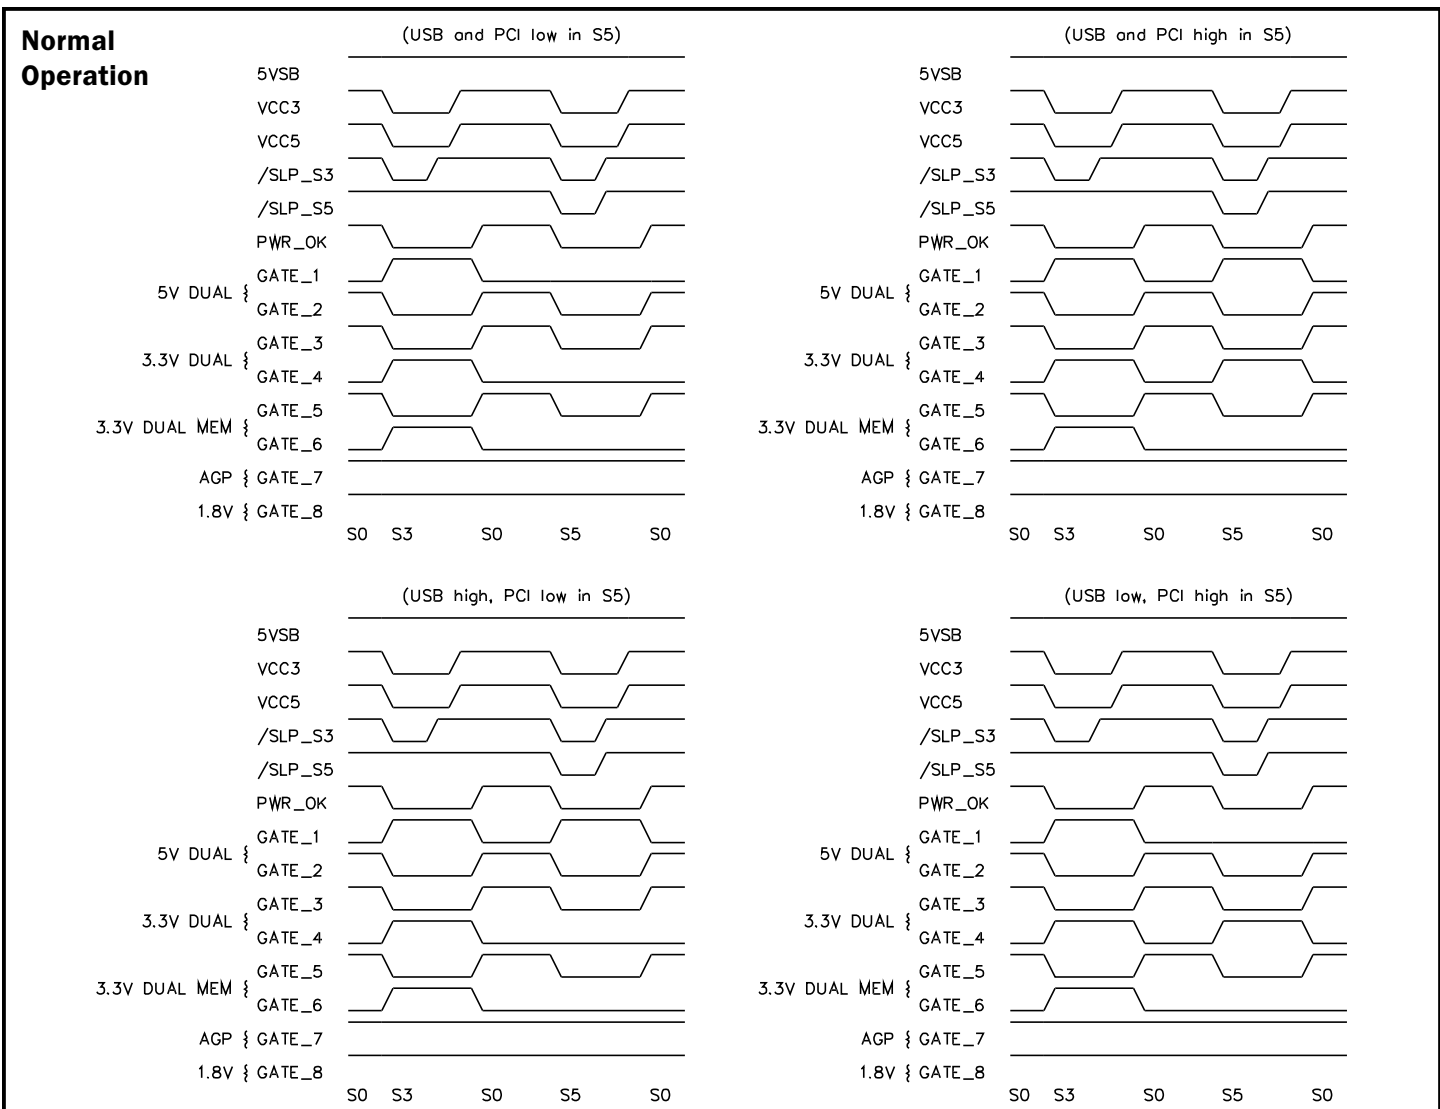 Normal
Operation
(USB and PCI low in S5)
5VSB
VCC3
VCC5
/SLP_S3
/SLP_S5
PWR_OK
GATE_1
5V DUAL
GATE_2
GATE_3
3.3V DUAL
GATE_4
GATE_5
3.3V DUAL MEM
GATE_6
AGP GATE_7
1.8V GATE_8
S0 S3 S0 S5 S0
(USB and PCI high in S5)
5VSB
VCC3
VCC5
/SLP_S3
/SLP_S5
PWR_OK
GATE_1
5V DUAL
GATE_2
GATE_3
3.3V DUAL
GATE_4
GATE_5
3.3V DUAL MEM
GATE_6
AGP GATE_7
1.8V GATE_8
S0 S3 S0 S5 S0
(USB high, PCI low in S5)
5VSB
VCC3
VCC5
/SLP_S3
/SLP_S5
PWR_OK
GATE_1
5V DUAL
GATE_2
GATE_3
3.3V DUAL
GATE_4
GATE_5
3.3V DUAL MEM
GATE_6
AGP GATE_7
1.8V GATE_8
S0 S3 S0 S5 S0
(USB low, PCI high in S5)
5VSB
VCC3
VCC5
/SLP_S3
/SLP_S5
PWR_OK
GATE_1
5V DUAL
GATE_2
GATE_3
3.3V DUAL
GATE_4
GATE_5
3.3V DUAL MEM
GATE_6
AGP GATE_7
1.8V GATE_8
S0 S3 S0 S5 S0